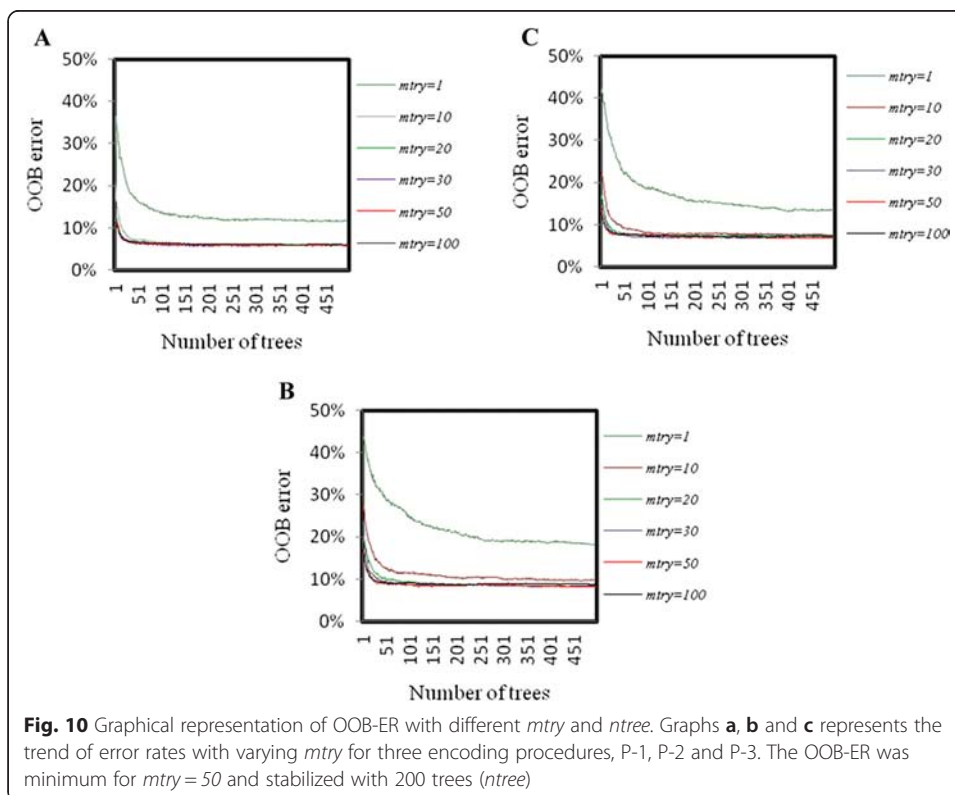 A
50%
40%
30%
20%
10%
0%
OOB error
1
51
101
151
201
251
301
351
401
451
Number of trees
mtry=1
mtry=10
mtry=20
mtry=30
mtry=50
mtry=100
C
50%
40%
30%
20%
10%
0%
OOB error
1
51
101
151
201
251
301
351
401
451
Number of trees
mtry=1
mtry=10
mtry=20
mtry=30
mtry=50
mtry=100
B
50%
40%
30%
20%
10%
0%
OOB error
1
51
101
151
201
251
301
351
401
451
Number of trees
mtry=1
mtry=10
mtry=20
mtry=30
mtry=50
mtry=100
Fig. 10 Graphical representation of OOB-ER with different mtry and ntree. Graphs a, b and c represents the
trend of error rates with varying mtry for three encoding procedures, P-1, P-2 and P-3. The OOB-ER was
minimum for mtry = 50 and stabilized with 200 trees (ntree)